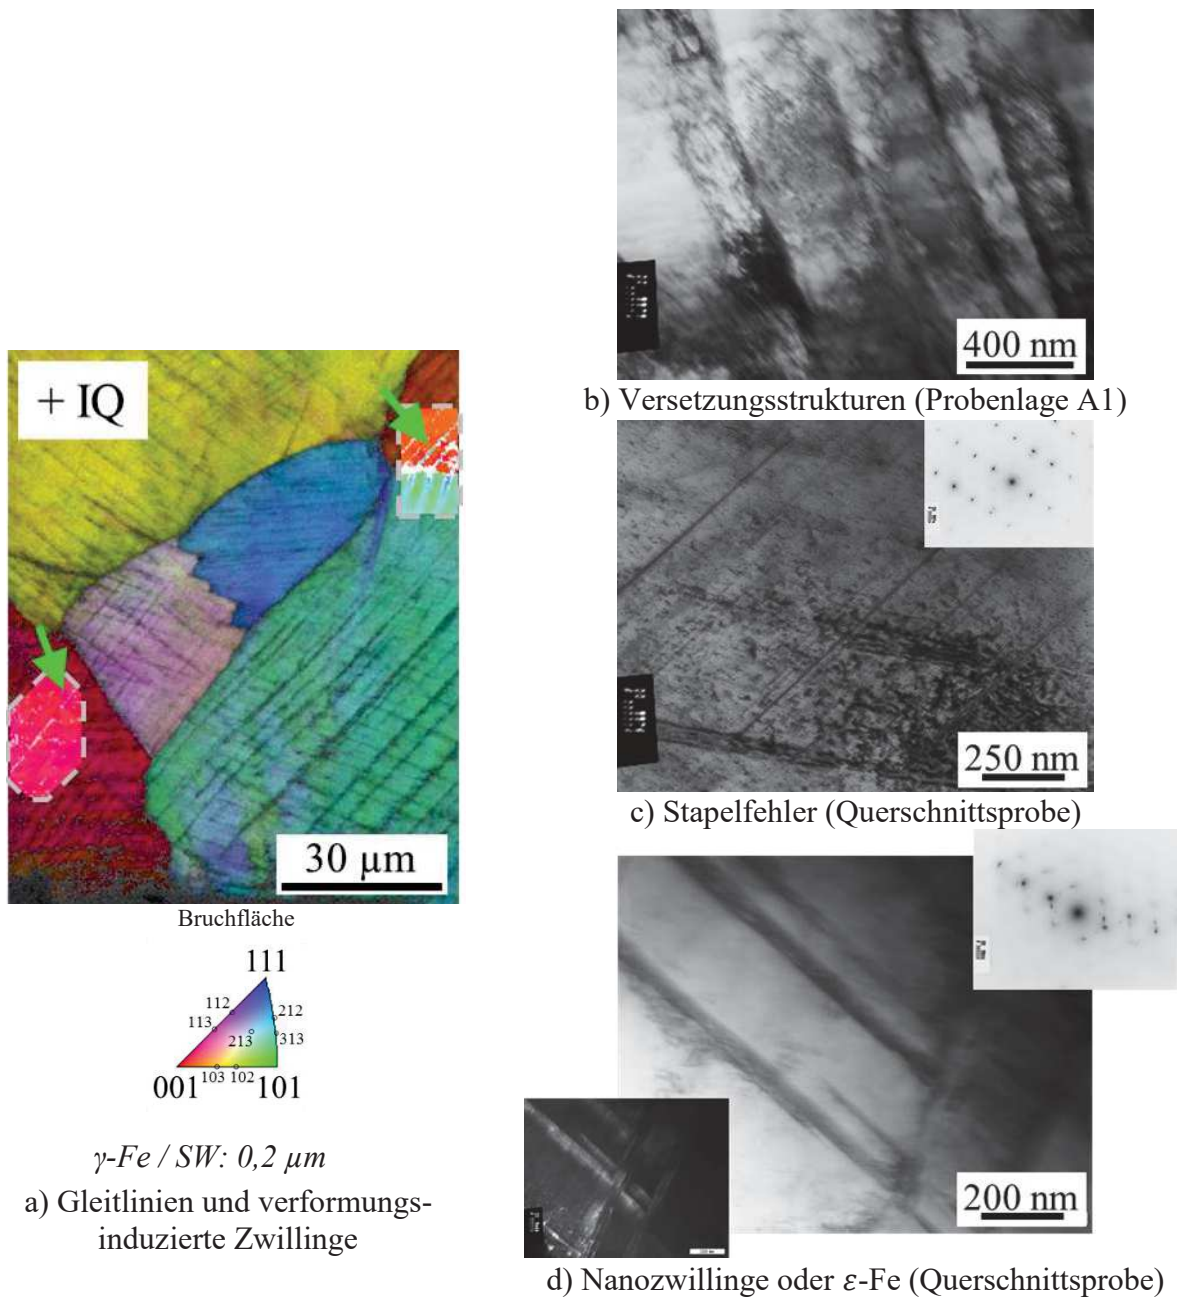 + IQ
30 µm
Bruchfläche
111
112
212
113
213
313
001
103
102
101
γ-Fe / SW: 0,2 µm
a) Gleitlinien und verformungs-
induzierte Zwillinge
400 nm
b) Versetzungsstrukturen (Probenlage A1)
250 nm
c) Stapelfehler (Querschnittsprobe)
200 nm
d) Nanozwillinge oder ε-Fe (Querschnittsprobe)